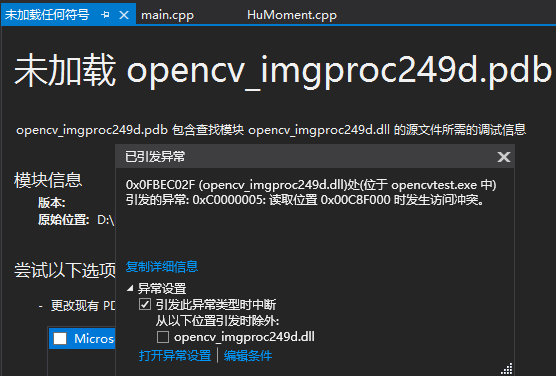 未加载任何符号
main.cpp
HuMoment.cpp
未加载 opencv_imgproc249d.pdb
opencv_imgproc249d.pdb 包含查找模块 opencv_imgproc249d.dll 的源文件所需的调试信息
模块信息
版本:
原始位置: D:\
尝试以下选项
- 更改现有 PD
Microso
已引发异常
0x0FBEC02F (opencv_imgproc249d.dll)处(位于 opencvtest.exe 中)
引发的异常: 0xC0000005: 读取位置 0x00C8F000 时发生访问冲突。
复制详细信息
异常设置
引发此异常类型时中断
从以下位置引发时除外:
opencv_imgproc249d.dll
打开异常设置 | 编辑条件